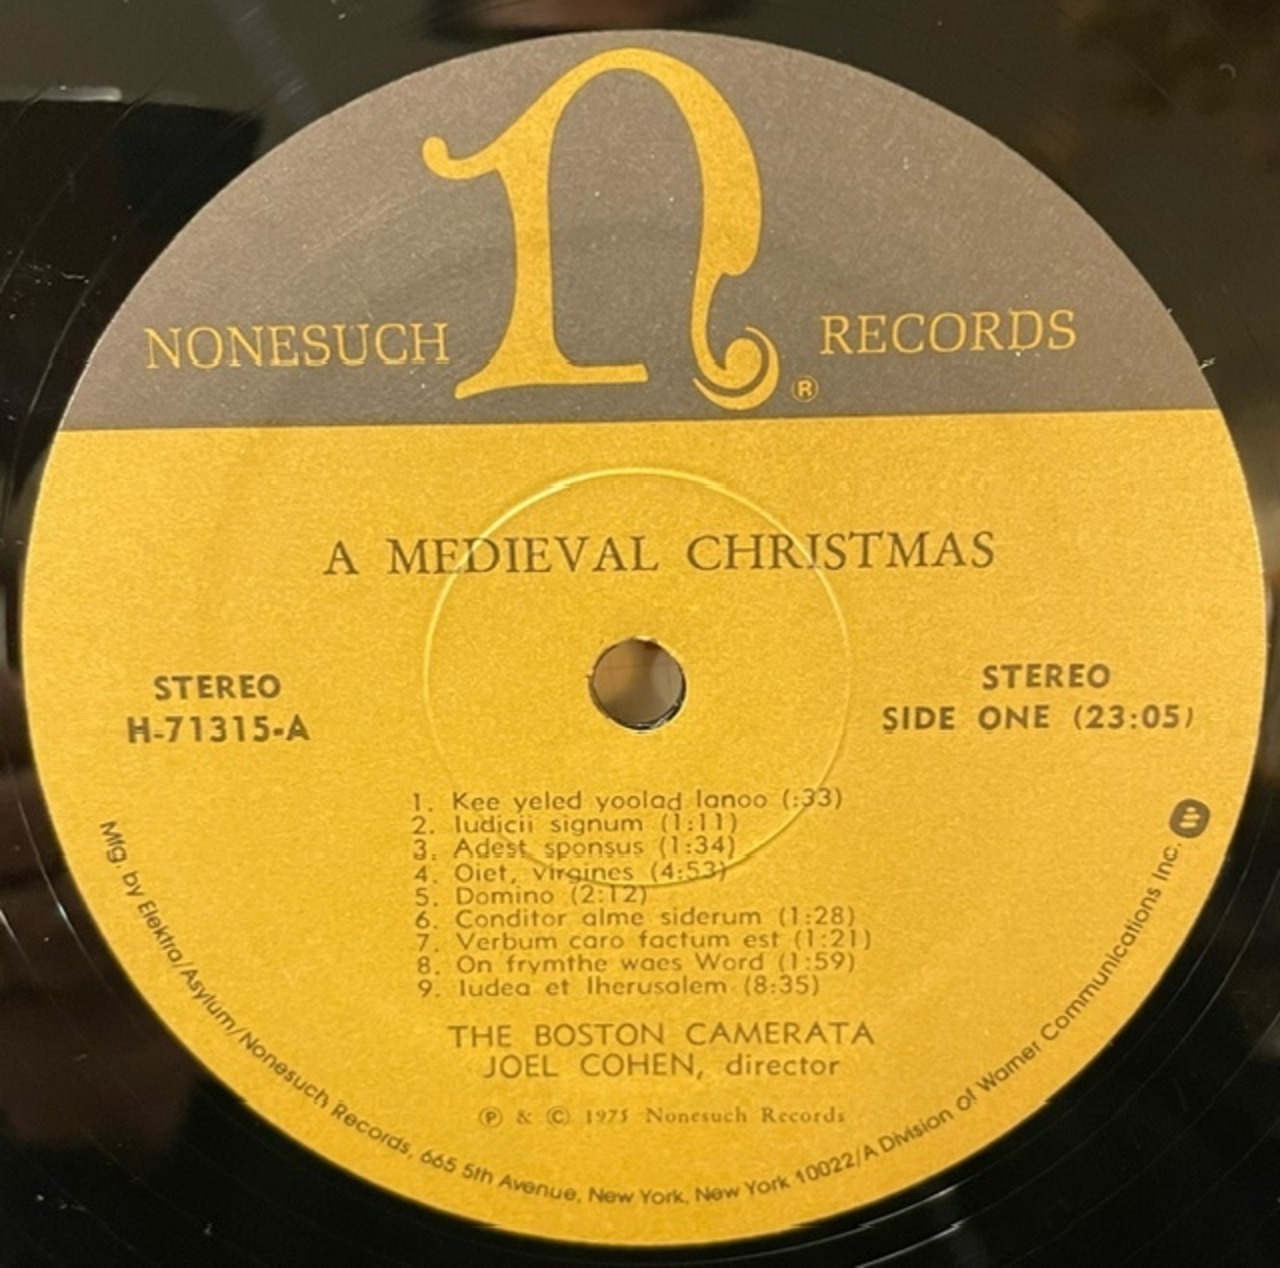 n
NONESUCH RECORDS
®
A MEDIEVAL CHRISTMAS
STEREO
H-71315-A
STEREO
SIDE ONE (23:05)
1. Kee yeled yoolad lanoo (:33)
2. Iudicii signum (1:11)
3. Adest sponsus (1:34)
4. Oiet, virgines (4:53)
5. Domino (2:12)
6. Conditor alme siderum (1:28)
7. Verbum caro factum est (1:21)
8. On frymthe waes Word (1:59)
9. Iudea et Iherusalem (8:35)
THE BOSTON CAMERATA
JOEL COHEN, director
Ⓟ & © 1975 Nonesuch Records
Mfg. by Elektra/Asylum/Nonesuch Records, 665 5th Avenue, New York, New York 10022/A Division of Warner Communications Inc.